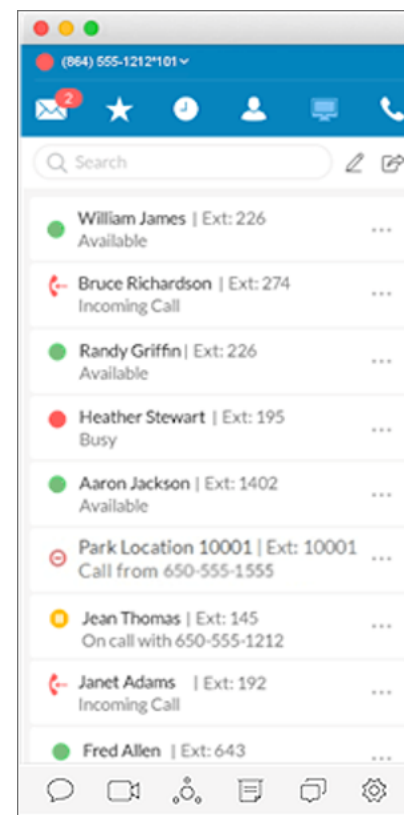 (864) 555-1212*101
2
Search
William James | Ext: 226
Available
Bruce Richardson | Ext: 274
Incoming Call
Randy Griffin | Ext: 226
Available
Heather Stewart | Ext: 195
Busy
Aaron Jackson | Ext: 1402
Available
Park Location 10001 | Ext: 10001
Call from 650-555-1555
Jean Thomas | Ext: 145
On call with 650-555-1212
Janet Adams | Ext: 192
Incoming Call
Fred Allen | Ext: 643